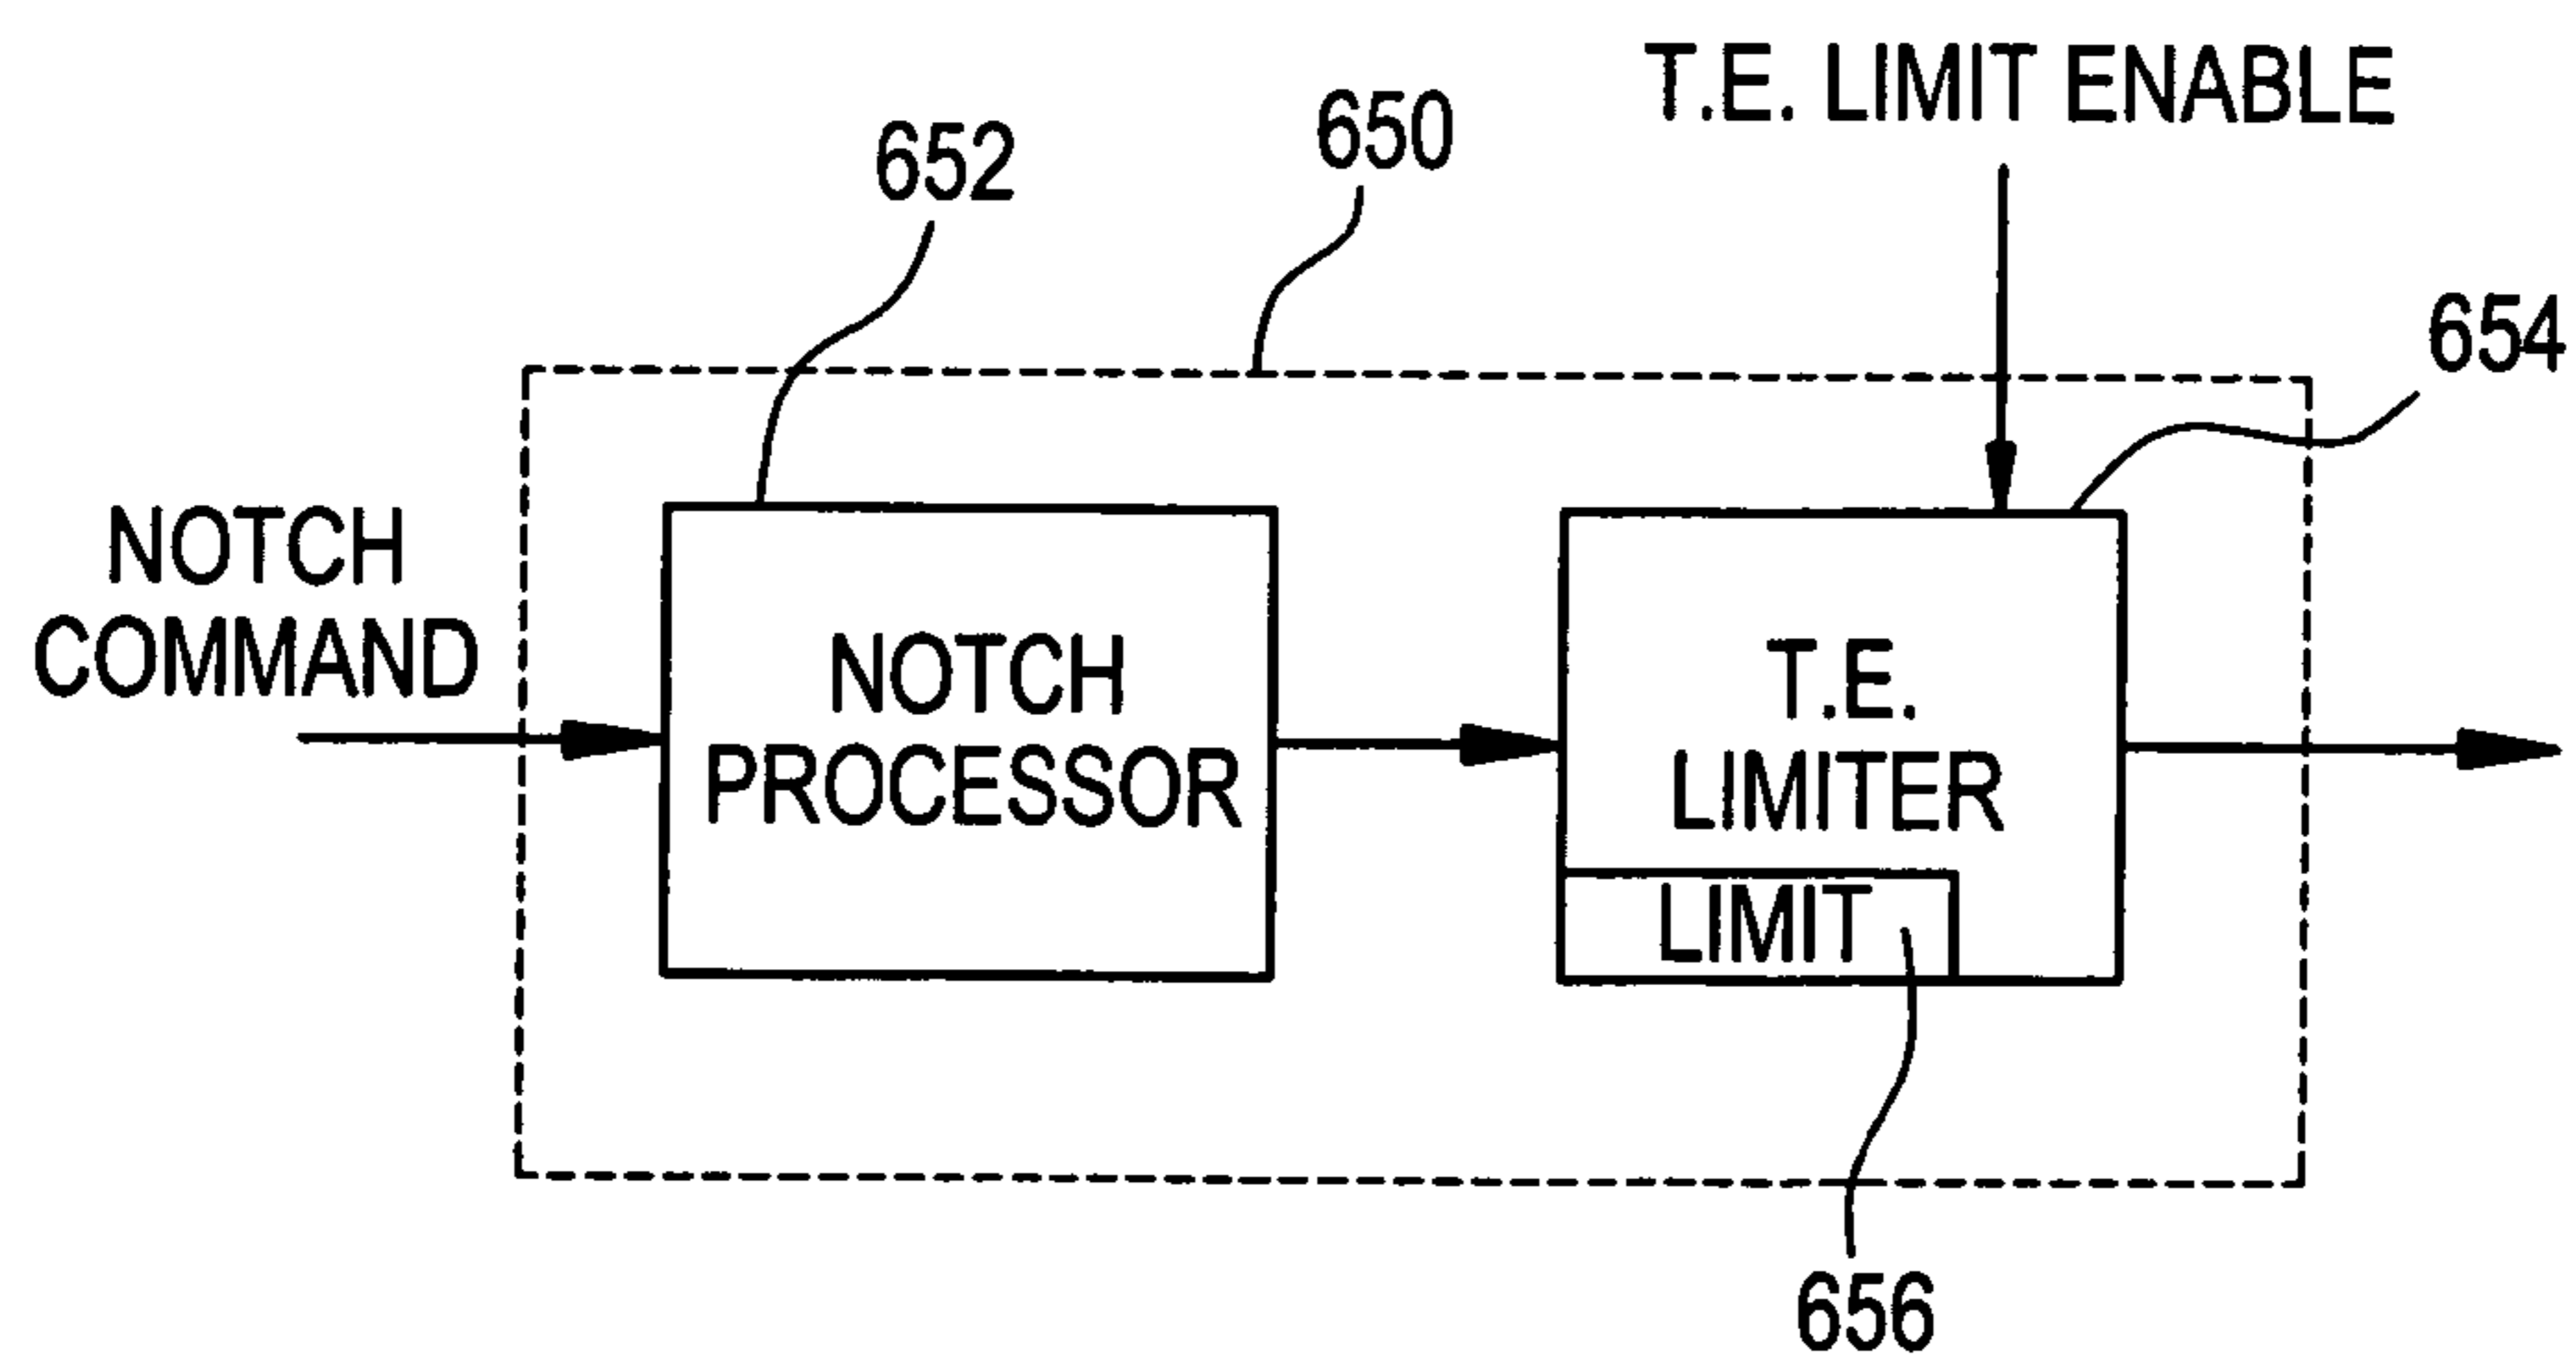 T.E. LIMIT ENABLE
650
652
654
NOTCH
COMMAND
NOTCH
PROCESSOR
T.E.
LIMITER
LIMIT
656